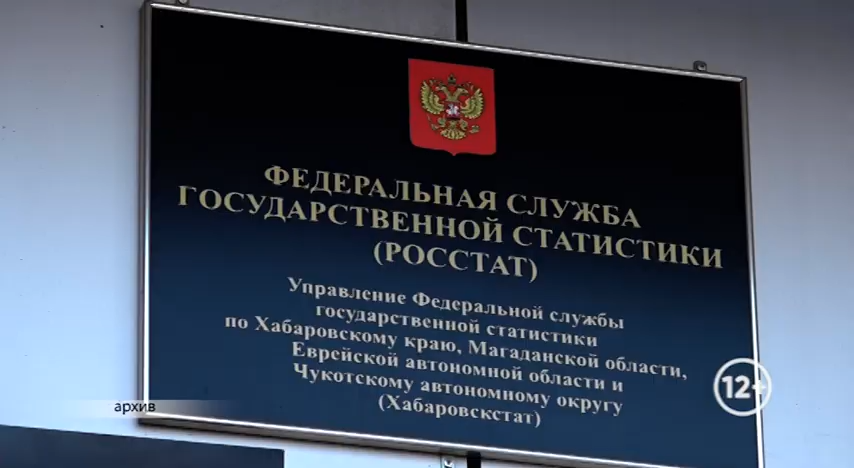 ФЕДЕРАЛЬНАЯ СЛУЖБА
ГОСУДАРСТВЕННОЙ СТАТИСТИКИ
(РОССТАТ)
Управление Федеральной службы
государственной статистики
по Хабаровскому краю, Магаданской области,
Еврейской автономной области и
Чукотскому автономному округу
(Хабаровскстат)
12+
архив